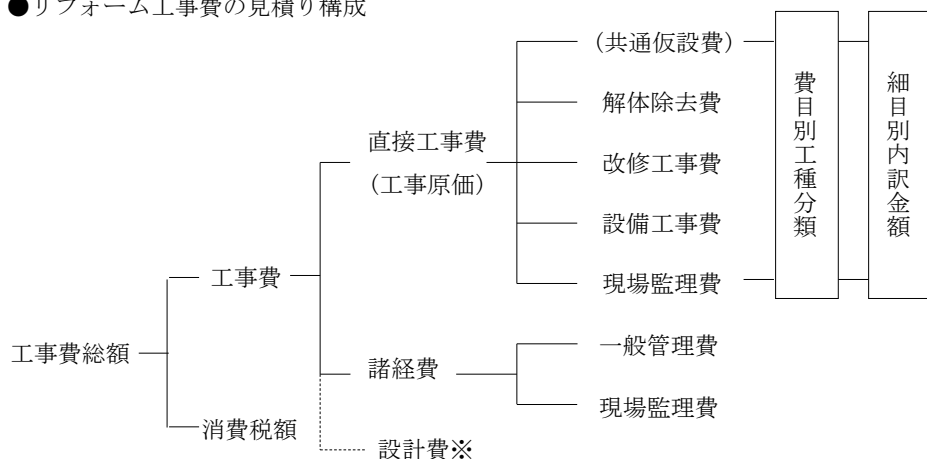 ●リフォーム工事費の見積り構成
(共通仮設費)
解体除去費
直接工事費
(工事原価)
改修工事費
設備工事費
工事費
現場監理費
費目別工種分類
細目別内訳金額
工事費総額
諸経費
一般管理費
現場監理費
消費税額
設計費※